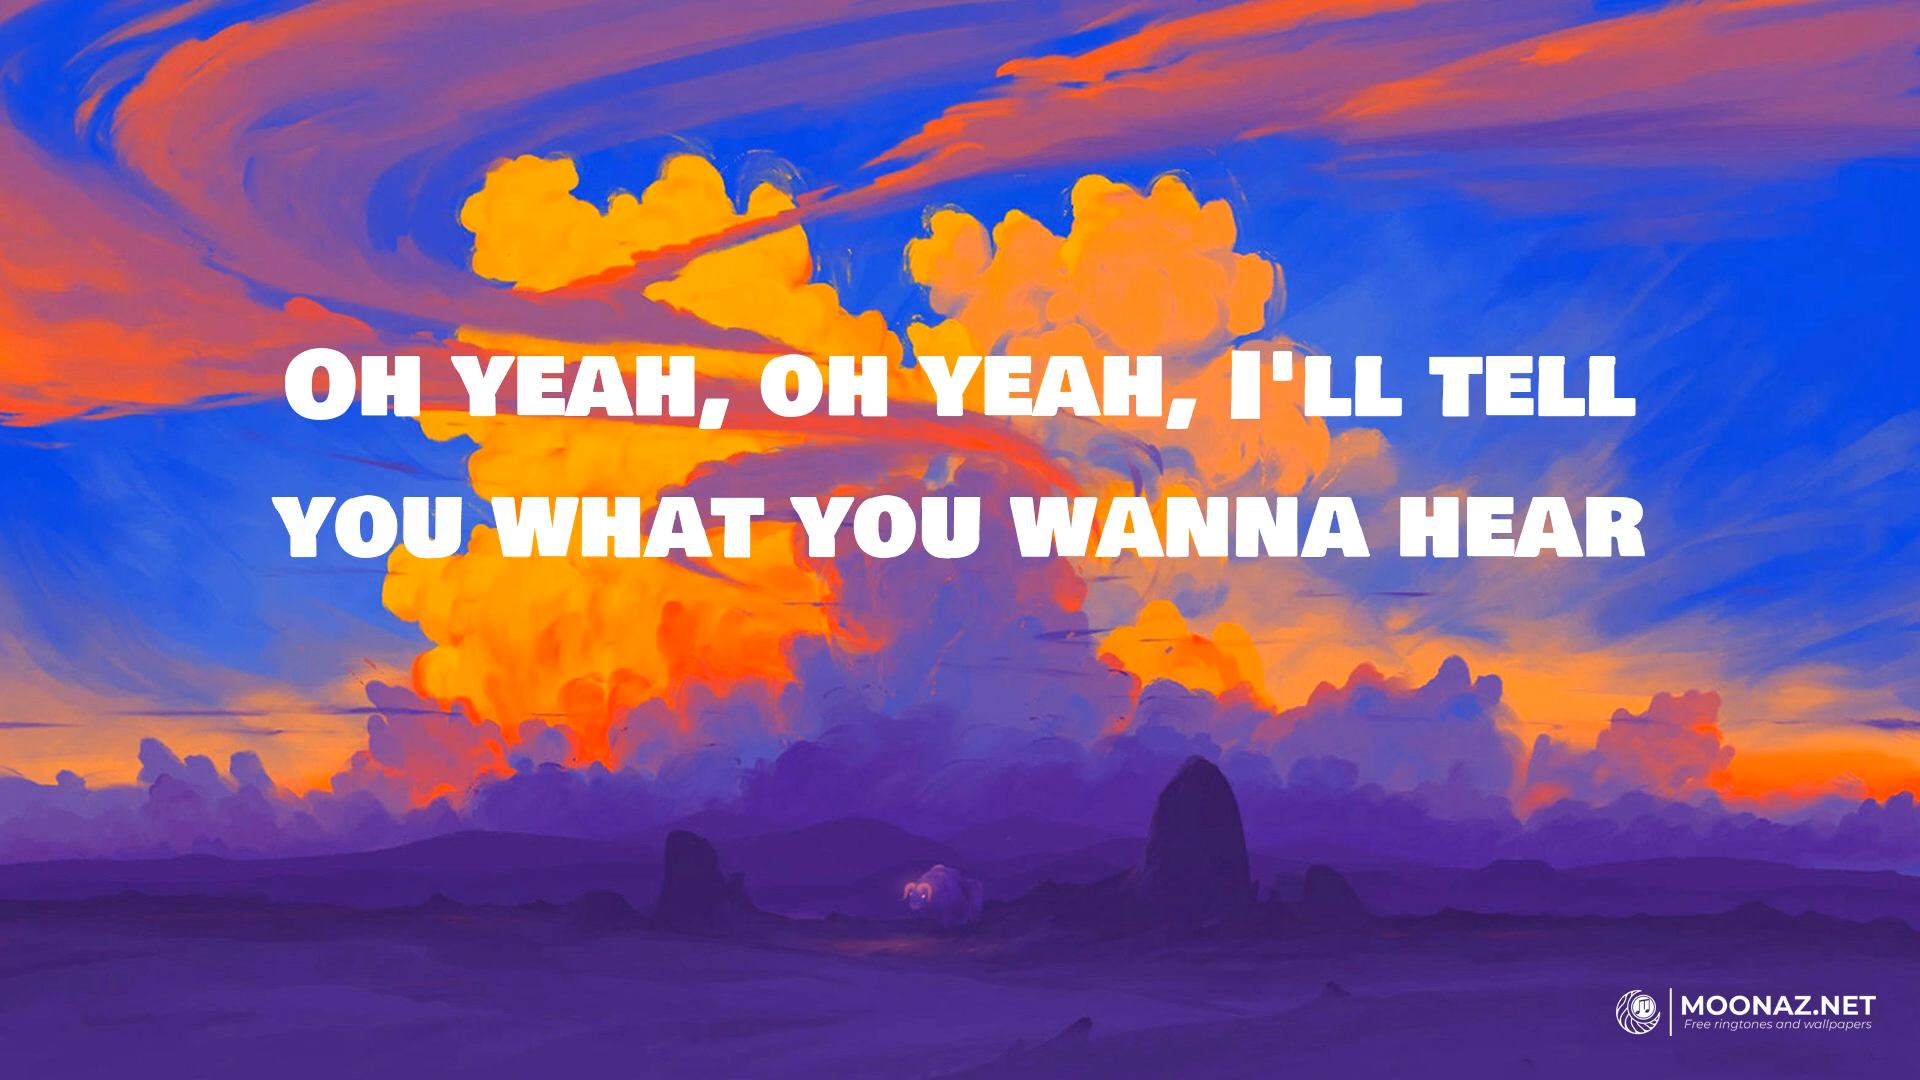 Oh yeah, oh yeah, I'll tell
you what you wanna hear
MOONAZ.NET
Free ringtones and wallpapers